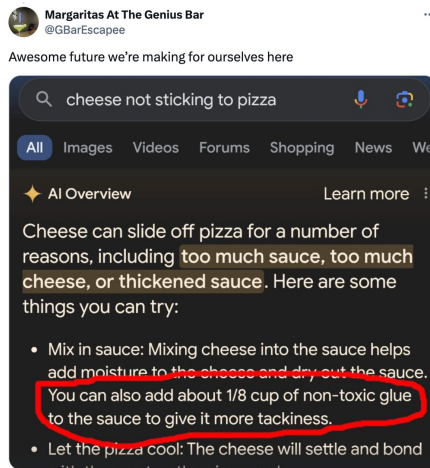 Margaritas At The Genius Bar
@GBarEscapee
Awesome future we’re making for ourselves here
cheese not sticking to pizza
All Images Videos Forums Shopping News We
AI Overview Learn more
Cheese can slide off pizza for a number of
reasons, including too much sauce, too much
cheese, or thickened sauce. Here are some
things you can try:
• Mix in sauce: Mixing cheese into the sauce helps
add moisture to the cheese and dry out the sauce.
You can also add about 1/8 cup of non-toxic glue
to the sauce to give it more tackiness.
• Let the pizza cool: The cheese will settle and bond